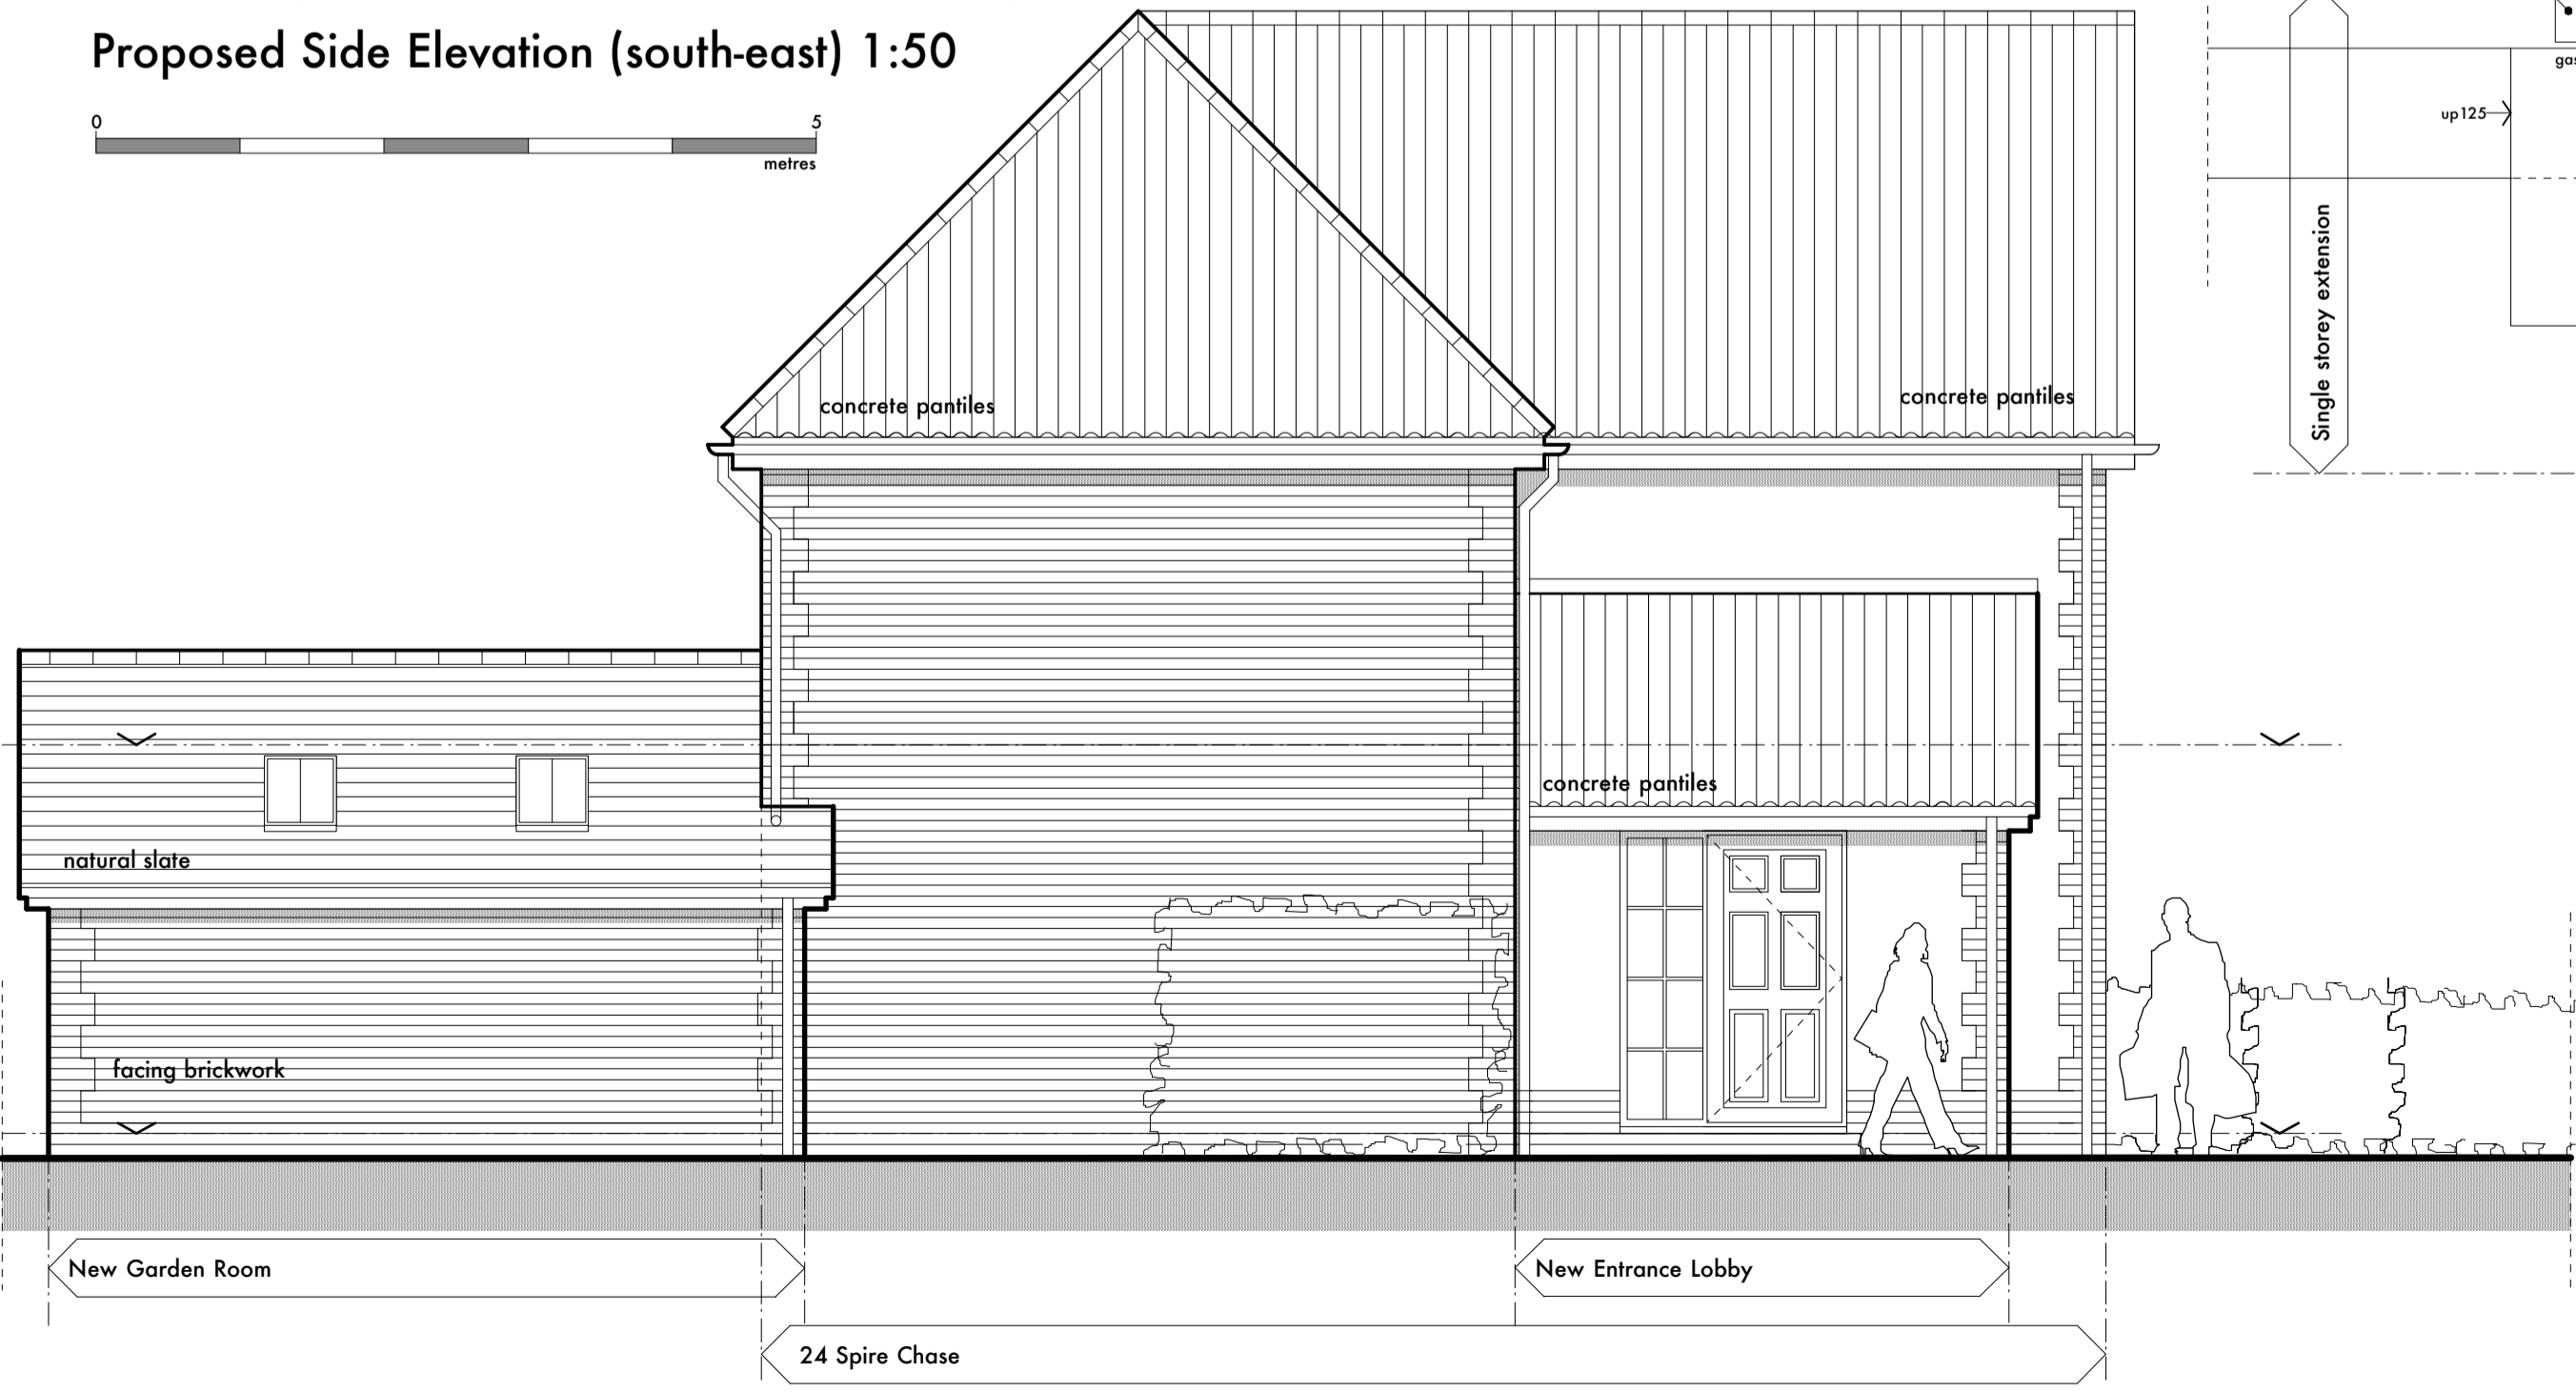 Proposed Side Elevation (south-east) 1:50
0 5
metres
up125
Single storey extension
concrete pantiles
concrete pantiles
concrete pantiles
natural slate
facing brickwork
New Garden Room
New Entrance Lobby
24 Spire Chase